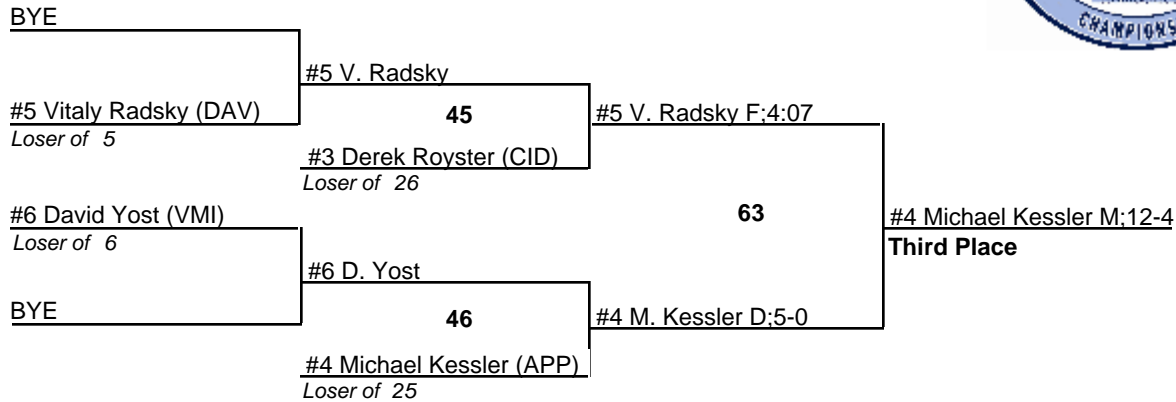 BYE
#5 V. Radsky
#5 Vitaly Radsky (DAV)
Loser of 5
45
#5 V. Radsky F;4:07
#3 Derek Royster (CID)
Loser of 26
#6 David Yost (VMI)
Loser of 6
63
#4 Michael Kessler M;12-4
Third Place
#6 D. Yost
BYE
46
#4 M. Kessler D;5-0
#4 Michael Kessler (APP)
Loser of 25